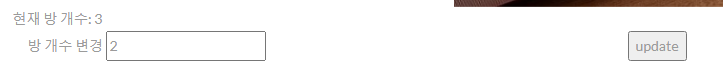 현재 방 개수: 3
방 개수 변경 2 update